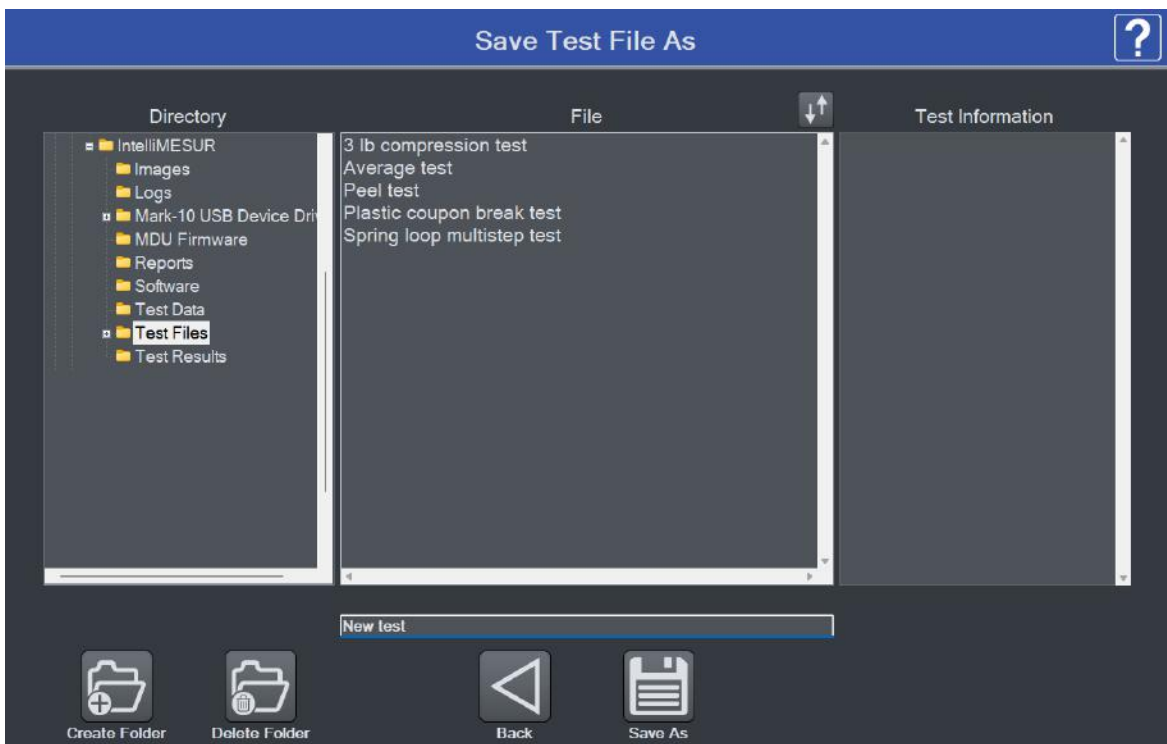 Save Test File As
?
Directory
File
Test Information
IntelliMESUR
Images
Logs
Mark-10 USB Device Driv
MDU Firmware
Reports
Software
Test Data
Test Files
Test Results
3 lb compression test
Average test
Peel test
Plastic coupon break test
Spring loop multistep test
New test
Create Folder
Delete Folder
Back
Save As